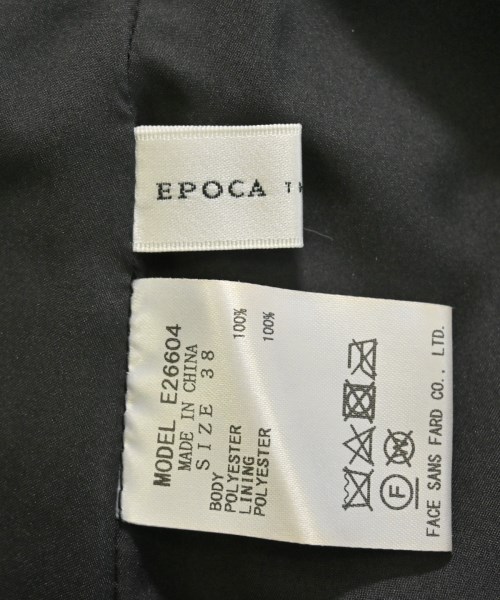 EPOCA TH
MODEL E26604
MADE IN CHINA
SIZE 38
BODY
POLYESTER 100%
LINING
POLYESTER 100%
F W
FACE SANS FARD CO., LTD.